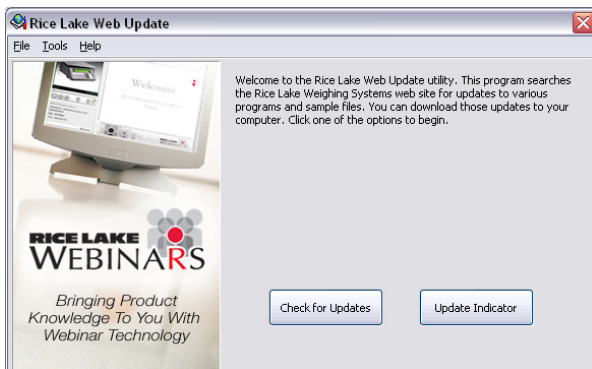 Rice Lake Web Update
File Tools Help
Welcome
Welcome to the Rice Lake Web Update utility. This program searches
the Rice Lake Weighing Systems web site for updates to various
programs and sample files. You can download those updates to your
computer. Click one of the options to begin.
RICE LAKE
WEBINARS
Bringing Product
Knowledge To You With
Webinar Technology
Check for Updates
Update Indicator